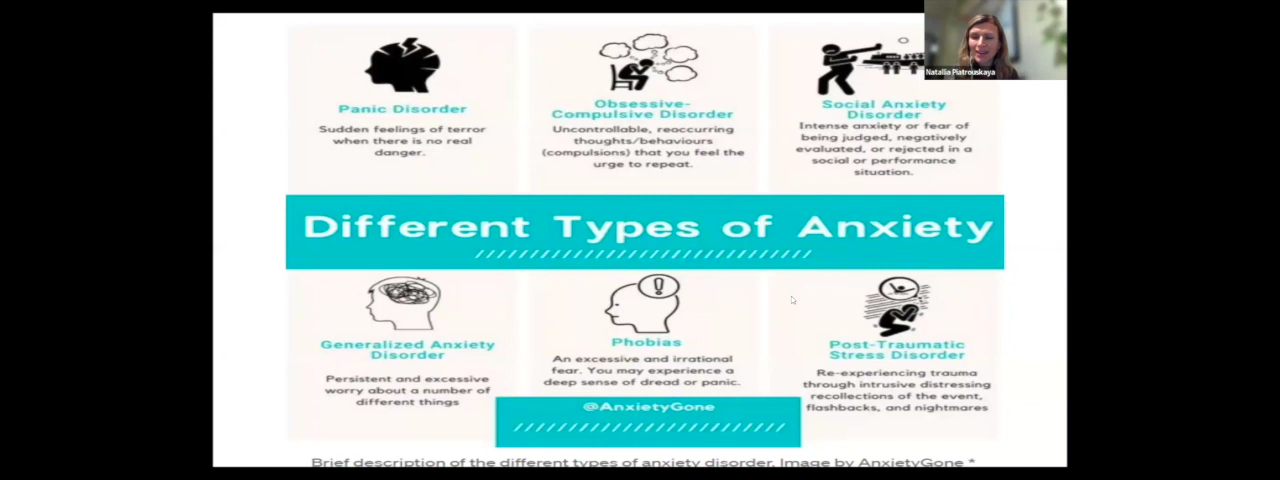 Natallia Piatrouskaya
Panic Disorder
Sudden feelings of terror
when there is no real
danger.
Obsessive-
Compulsive Disorder
Uncontrollable, reoccurring
thoughts/behaviours
(compulsions) that you feel the
urge to repeat.
Social Anxiety
Disorder
Intense anxiety or fear of
being judged, negatively
evaluated, or rejected in a
social or performance
situation.
Different Types of Anxiety
Generalized Anxiety
Disorder
Persistent and excessive
worry about a number of
different things
Phobias
An excessive and irrational
fear. You may experience a
deep sense of dread or panic.
Post-Traumatic
Stress Disorder
Re-experiencing trauma
through intrusive distressing
recollections of the event,
flashbacks, and nightmares
@AnxietyGone
Brief description of the different types of anxiety disorder. Image by AnxietyGone *